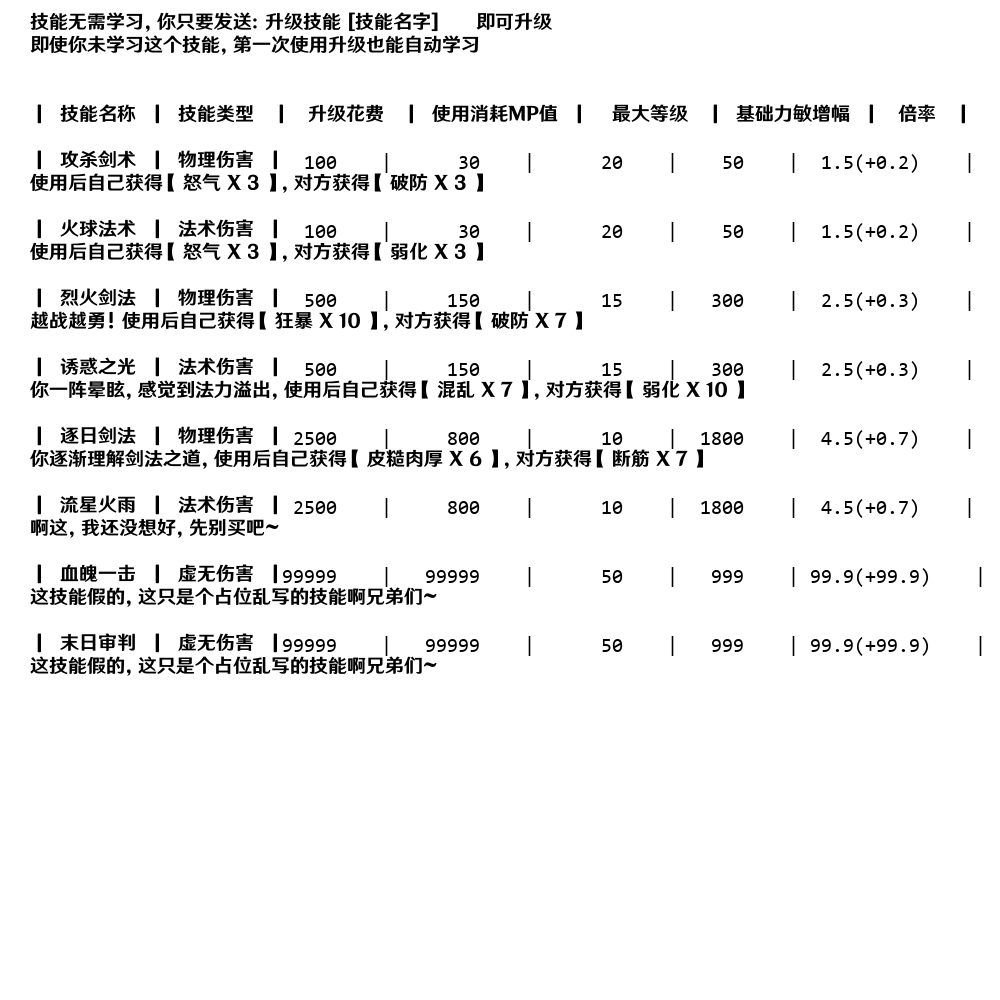 技能无需学习, 你只要发送: 升级技能 [技能名字] 即可升级
即使你未学习这个技能, 第一次使用升级也能自动学习
| 技能名称 | 技能类型 | 升级花费 | 使用消耗MP值 | 最大等级 | 基础力敏增幅 | 倍率 |
| 攻杀剑术 | 物理伤害 | 100 | 30 | 20 | 50 | 1.5(+0.2) |
使用后自己获得【 怒气 X 3 】, 对方获得【 破防 X 3 】
| 火球法术 | 法术伤害 | 100 | 30 | 20 | 50 | 1.5(+0.2) |
使用后自己获得【 怒气 X 3 】, 对方获得【 弱化 X 3 】
| 烈火剑法 | 物理伤害 | 500 | 150 | 15 | 300 | 2.5(+0.3) |
越战越勇! 使用后自己获得【 狂暴 X 10 】, 对方获得【 破防 X 7 】
| 诱惑之光 | 法术伤害 | 500 | 150 | 15 | 300 | 2.5(+0.3) |
你一阵晕眩, 感觉到法力溢出, 使用后自己获得【 混乱 X 7 】, 对方获得【 弱化 X 10 】
| 逐日剑法 | 物理伤害 | 2500 | 800 | 10 | 1800 | 4.5(+0.7) |
你逐渐理解剑法之道, 使用后自己获得【 皮糙肉厚 X 6 】, 对方获得【 断筋 X 7 】
| 流星火雨 | 法术伤害 | 2500 | 800 | 10 | 1800 | 4.5(+0.7) |
啊这, 我还没想好, 先别买吧~
| 血魄一击 | 虚无伤害 | 99999 | 99999 | 50 | 999 | 99.9(+99.9) |
这技能假的, 这只是个占位乱写的技能啊兄弟们~
| 末日审判 | 虚无伤害 | 99999 | 99999 | 50 | 999 | 99.9(+99.9) |
这技能假的, 这只是个占位乱写的技能啊兄弟们~